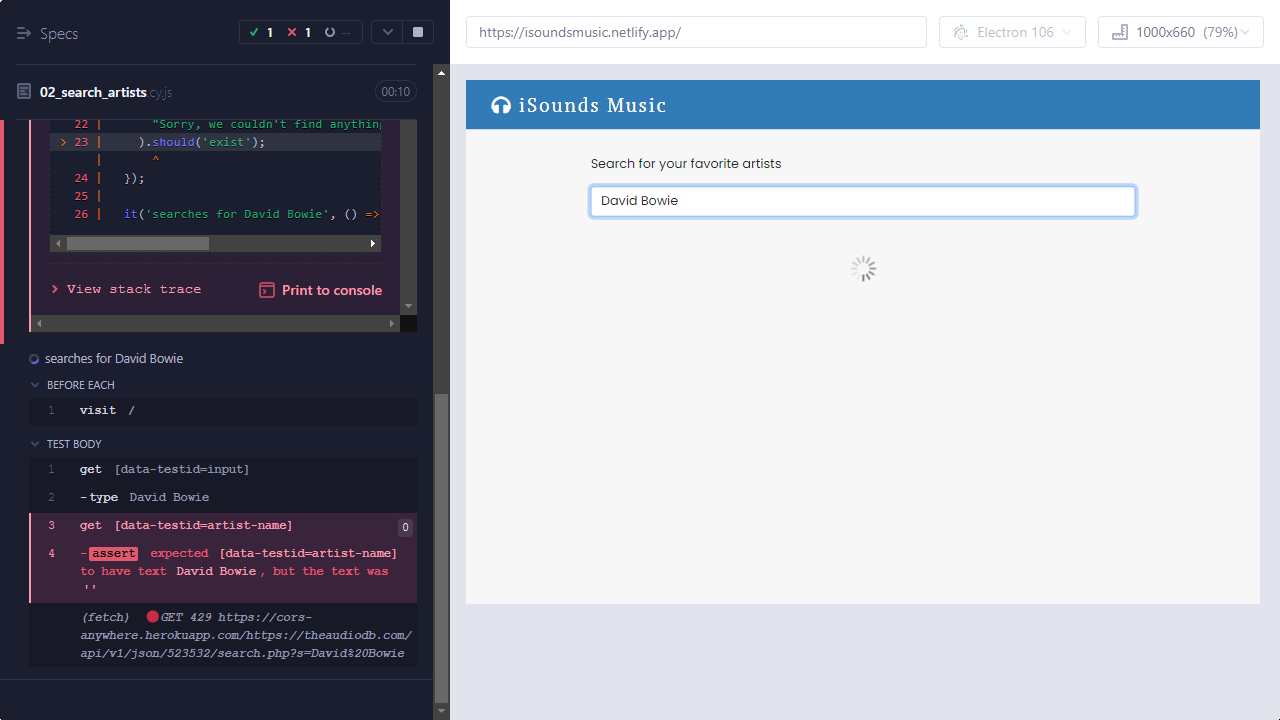 Specs
1
1
--
https://isoundsmusic.netlify.app/
Electron 106
1000x660 (79%)
02_search_artists.cy.js
00:10
iSounds Music
22 | "Sorry, we couldn't find anything
> 23 | ).should('exist');
| ^
24 | });
25 |
26 | it('searches for David Bowie', () =>
View stack trace
Print to console
Search for your favorite artists
David Bowie
searches for David Bowie
BEFORE EACH
1 visit /
TEST BODY
1 get [data-testid=input]
2 -type David Bowie
3 get [data-testid=artist-name] 0
4 -assert expected [data-testid=artist-name]
to have text David Bowie, but the text was
''
(fetch) GET 429 https://cors-
anywhere.herokuapp.com/https://theaudiodb.com/
api/v1/json/523532/search.php?s=David%20Bowie